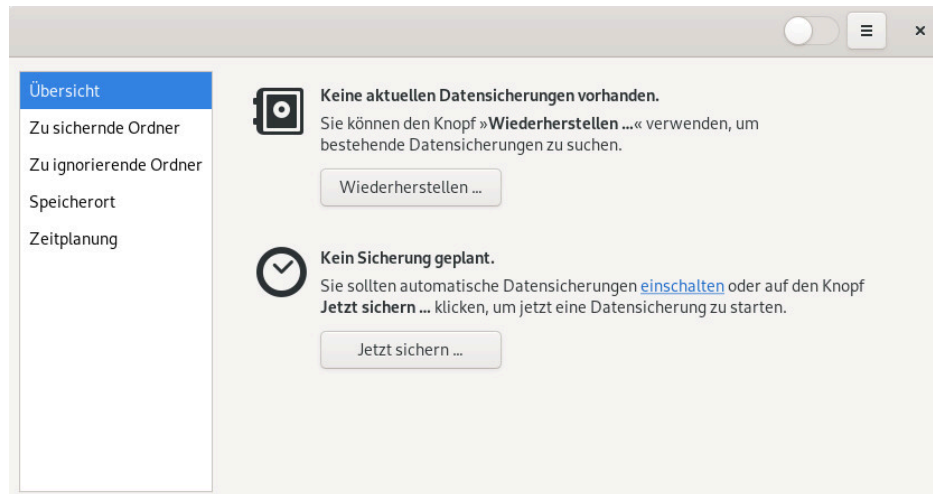 Übersicht
Zu sichernde Ordner
Zu ignorierende Ordner
Speicherort
Zeitplanung
Keine aktuellen Datensicherungen vorhanden.
Sie können den Knopf »Wiederherstellen ...« verwenden, um
bestehende Datensicherungen zu suchen.
Wiederherstellen ...
Kein Sicherung geplant.
Sie sollten automatische Datensicherungen einschalten oder auf den Knopf
Jetzt sichern ... klicken, um jetzt eine Datensicherung zu starten.
Jetzt sichern ...